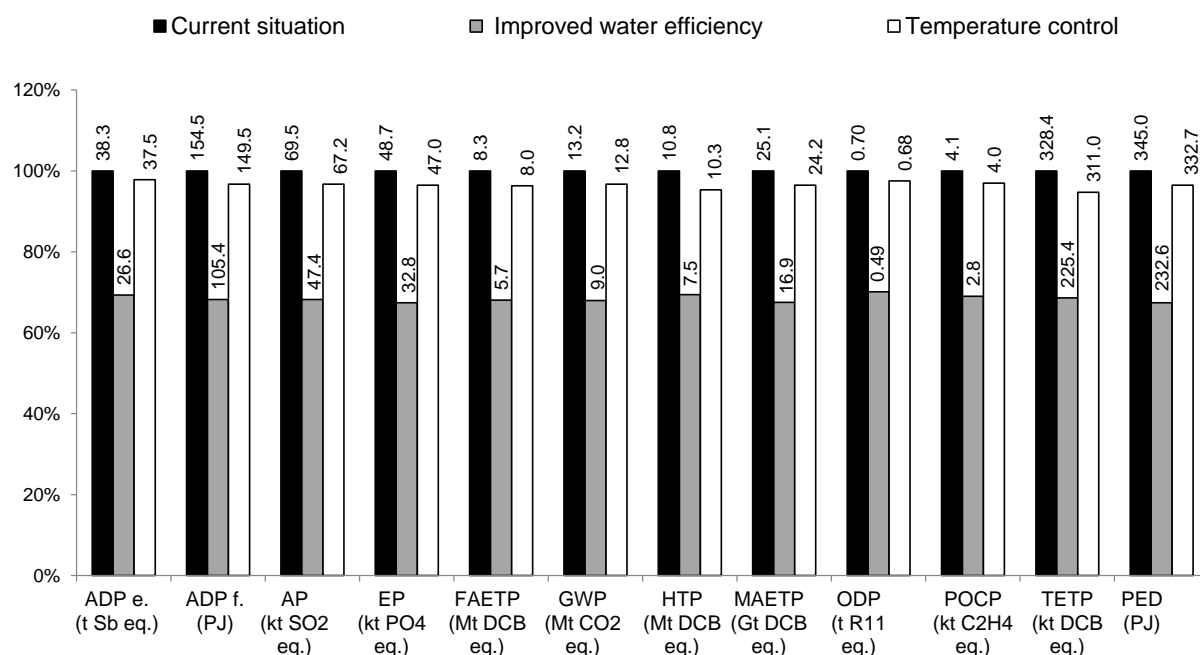 Current situation Improved water efficiency Temperature control
120%
100%
80%
60%
40%
20%
0%
38.3 26.6 37.5
154.5 105.4 149.5
69.5 47.4 67.2
48.7 32.8 47.0
8.3 5.7 8.0
13.2 9.0 12.8
10.8 7.5 10.3
25.1 16.9 24.2
0.70 0.49 0.68
4.1 2.8 4.0
328.4 225.4 311.0
345.0 232.6 332.7
ADP e.
(t Sb eq.)
ADP f.
(PJ)
AP
(kt SO2
eq.)
EP
(kt PO4
eq.)
FAETP
(Mt DCB
eq.)
GWP
(Mt CO2
eq.)
HTP
(Mt DCB
eq.)
MAETP
(Gt DCB
eq.)
ODP
(t R11
eq.)
POCP
(kt C2H4
eq.)
TETP
(kt DCB
eq.)
PED
(PJ)